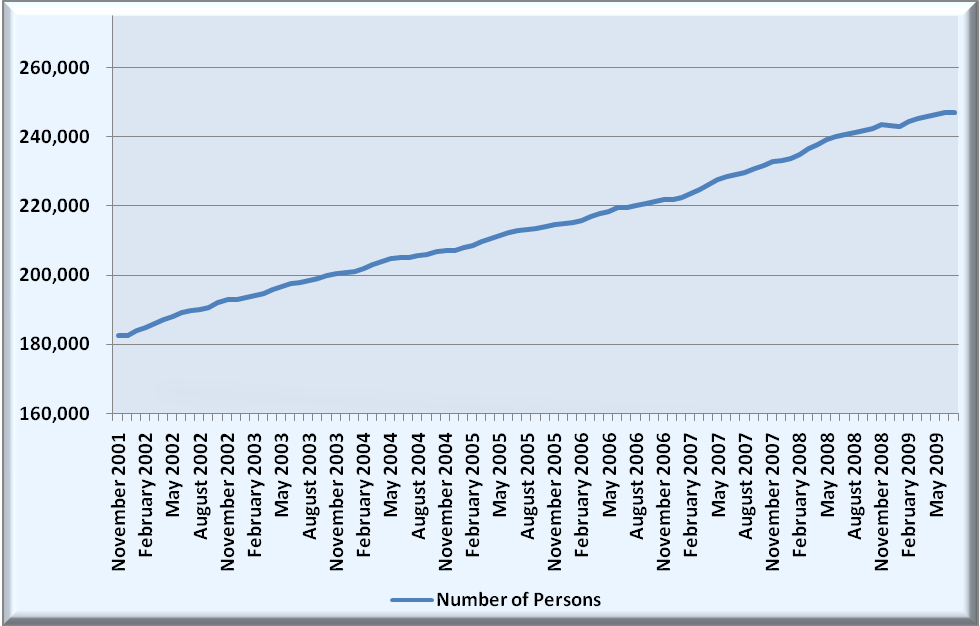 260,000
240,000
220,000
200,000
180,000
160,000
November 2001
February 2002
May 2002
August 2002
November 2002
February 2003
May 2003
August 2003
November 2003
February 2004
May 2004
August 2004
November 2004
February 2005
May 2005
August 2005
November 2005
February 2006
May 2006
August 2006
November 2006
February 2007
May 2007
August 2007
November 2007
February 2008
May 2008
August 2008
November 2008
February 2009
May 2009
Number of Persons